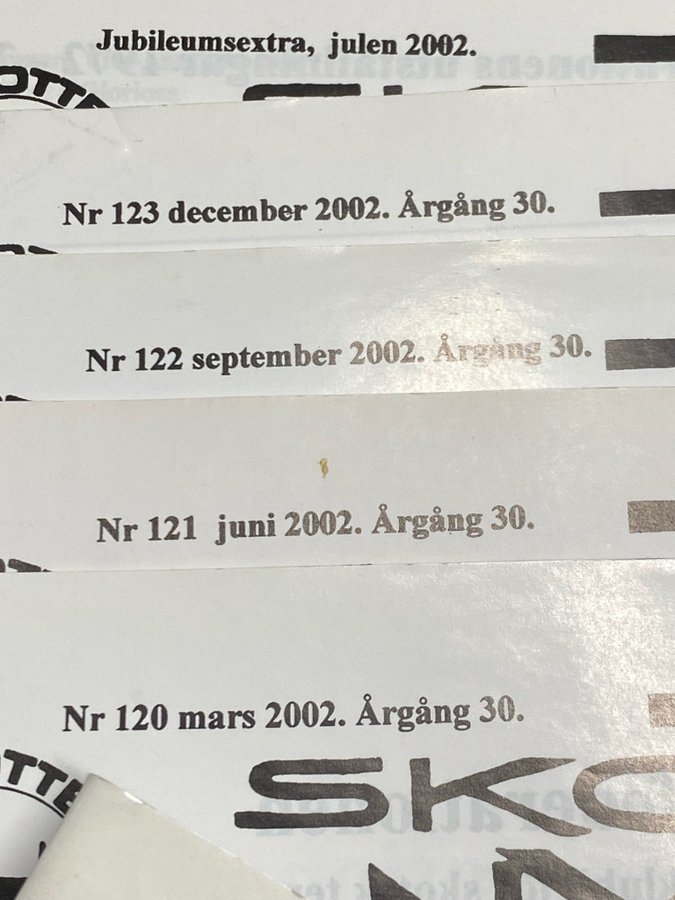 Jubileumsextra, julen 2002.
Nr 123 december 2002. Årgång 30.
Nr 122 september 2002. Årgång 30.
Nr 121 juni 2002. Årgång 30.
Nr 120 mars 2002. Årgång 30.